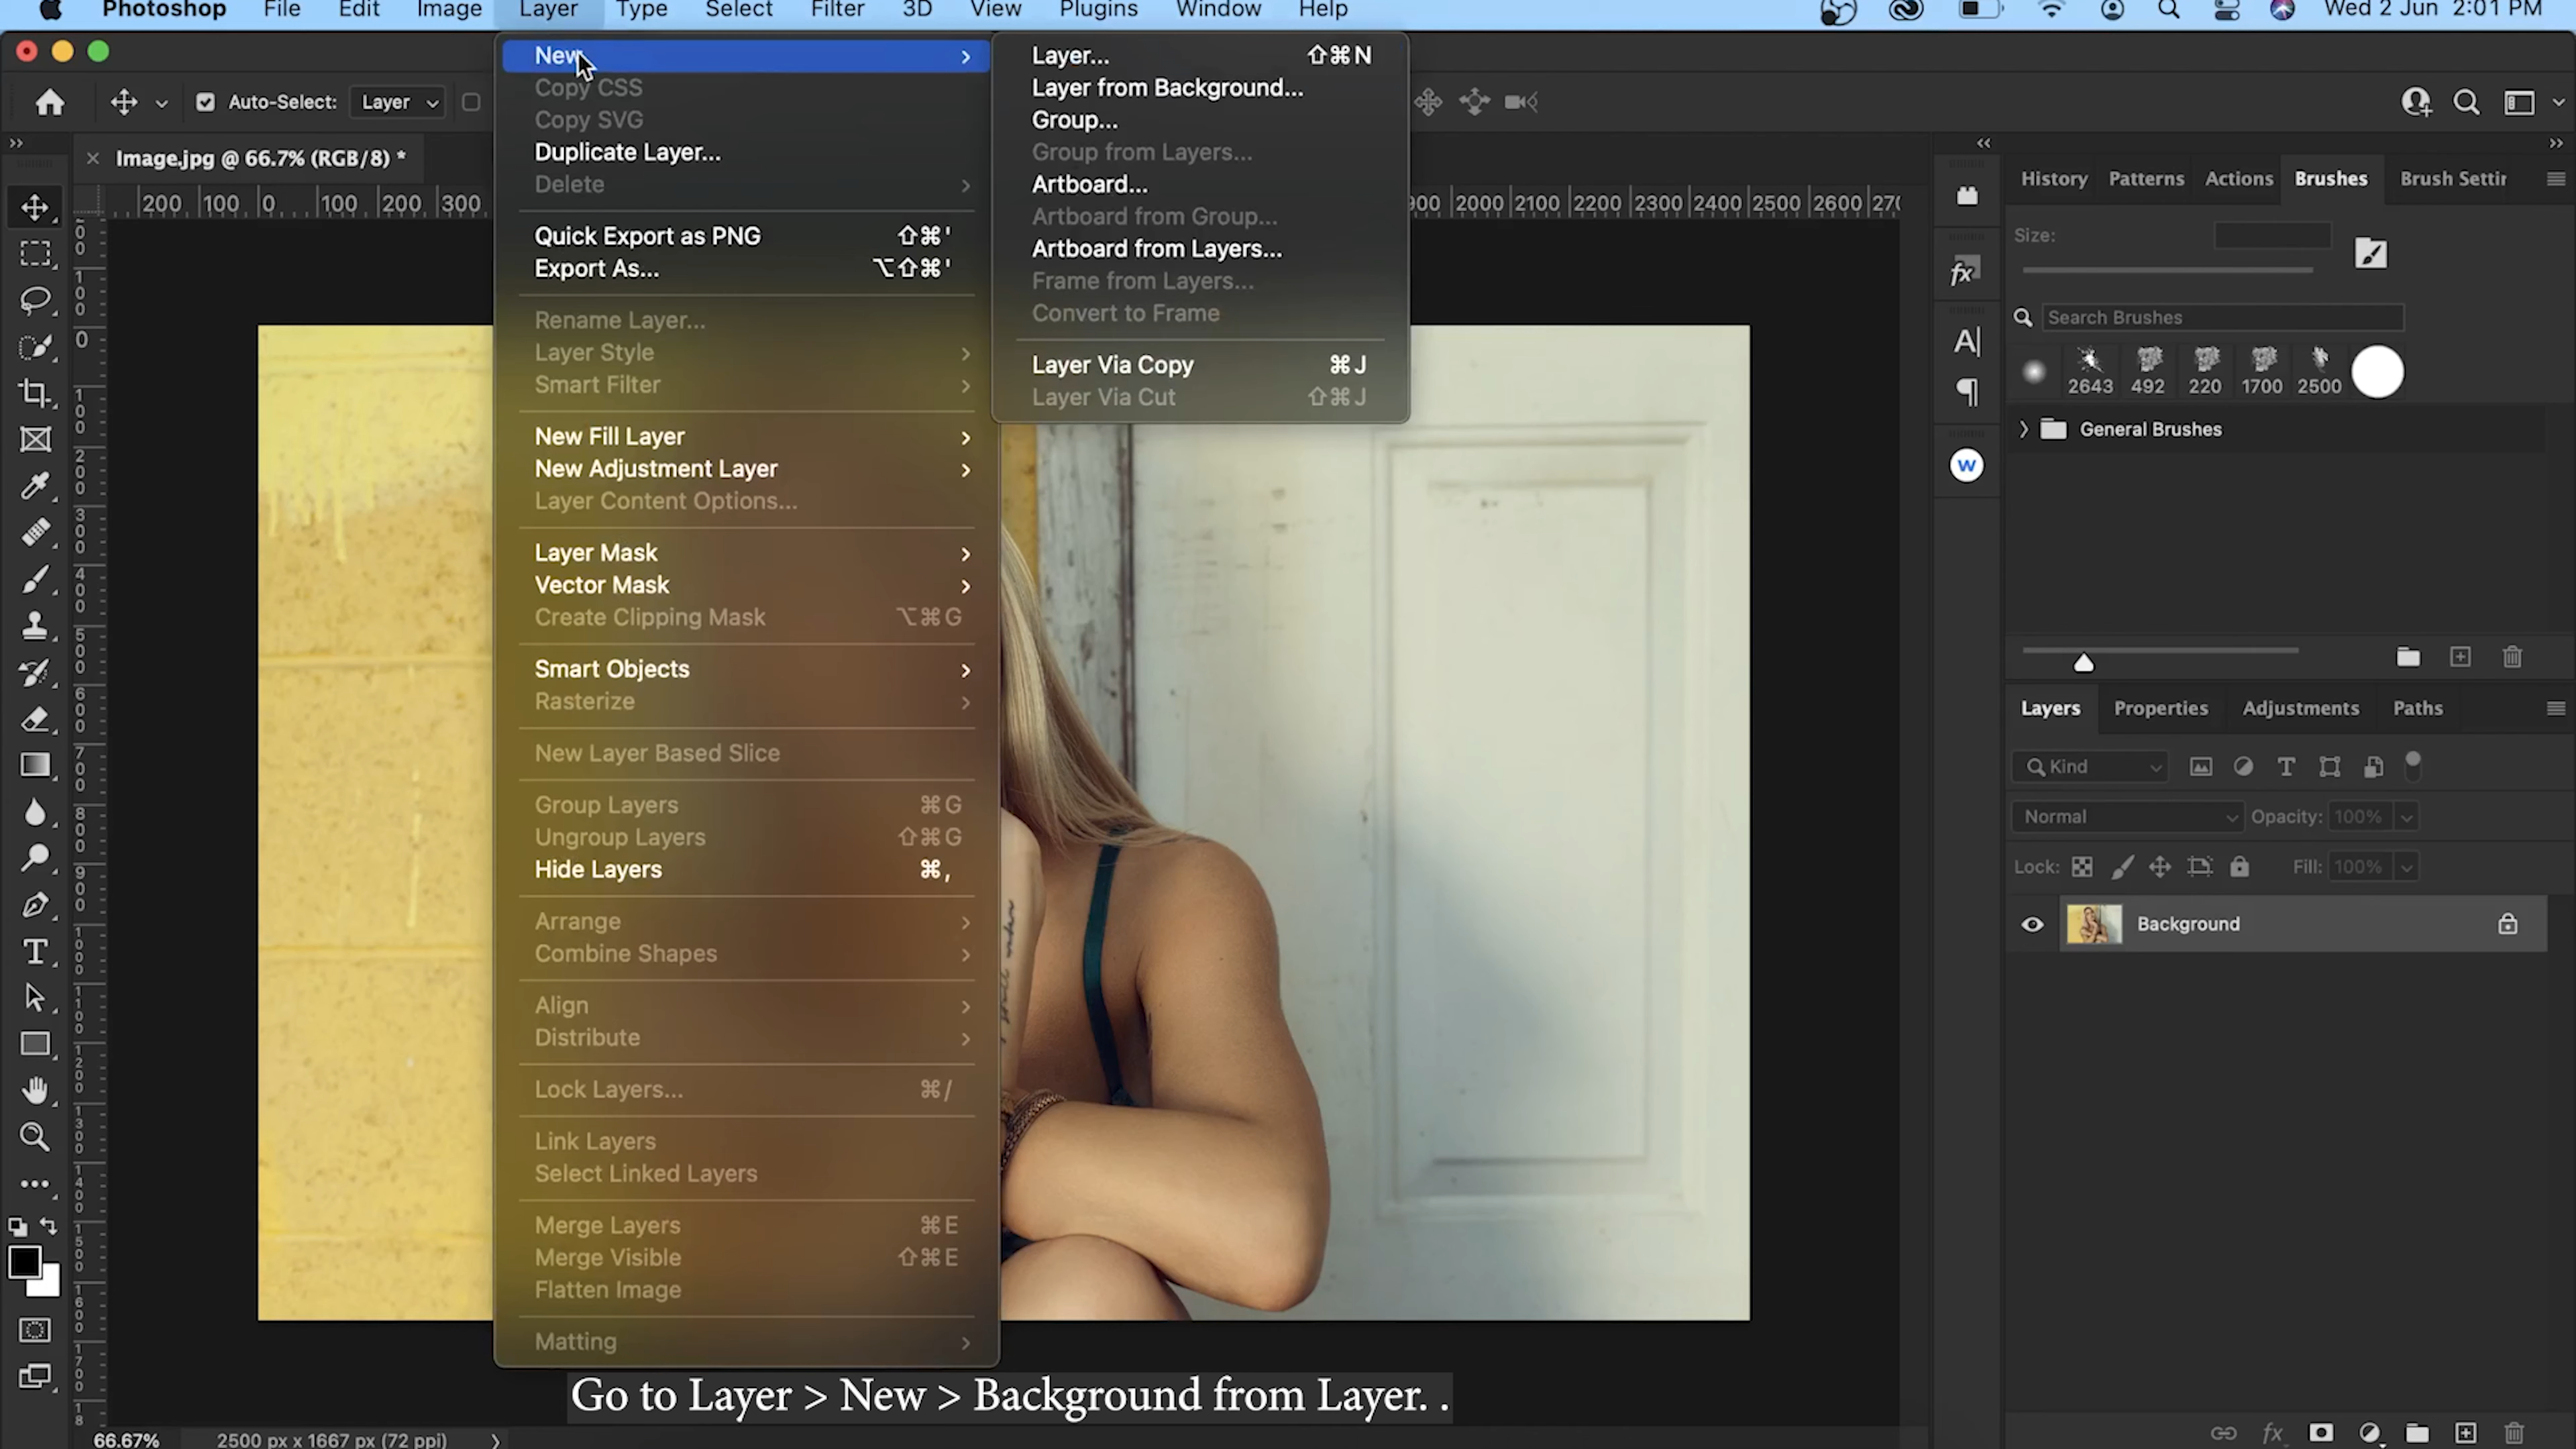 Photoshop File Edit Image Layer Type Select Filter 3D View Plugins Window Help Wed 2 Jun 2:01 PM
Auto-Select: Layer
Image.jpg @ 66.7% (RGB/8) *
200 100 0 100 200 300
900 2000 2100 2200 2300 2400 2500 2600 270
New
Copy CSS
Copy SVG
Duplicate Layer...
Delete
Quick Export as PNG ⇧⌘'
Export As... ⌥⇧⌘'
Rename Layer...
Layer Style
Smart Filter
New Fill Layer
New Adjustment Layer
Layer Content Options...
Layer Mask
Vector Mask
Create Clipping Mask ⌥⌘G
Smart Objects
Rasterize
New Layer Based Slice
Group Layers ⌘G
Ungroup Layers ⇧⌘G
Hide Layers ⌘,
Arrange
Combine Shapes
Align
Distribute
Lock Layers... ⌘/
Link Layers
Select Linked Layers
Merge Layers ⌘E
Merge Visible ⇧⌘E
Flatten Image
Matting
Layer... ⇧⌘N
Layer from Background...
Group...
Group from Layers...
Artboard...
Artboard from Group...
Artboard from Layers...
Frame from Layers...
Convert to Frame
Layer Via Copy ⌘J
Layer Via Cut ⇧⌘J
History Patterns Actions Brushes Brush Settir
Size:
Search Brushes
2643 492 220 1700 2500
General Brushes
Layers Properties Adjustments Paths
Kind
Normal Opacity: 100%
Lock: Fill: 100%
Background
Go to Layer > New > Background from Layer. .
66.67% 2500 px x 1667 px (72 ppi)